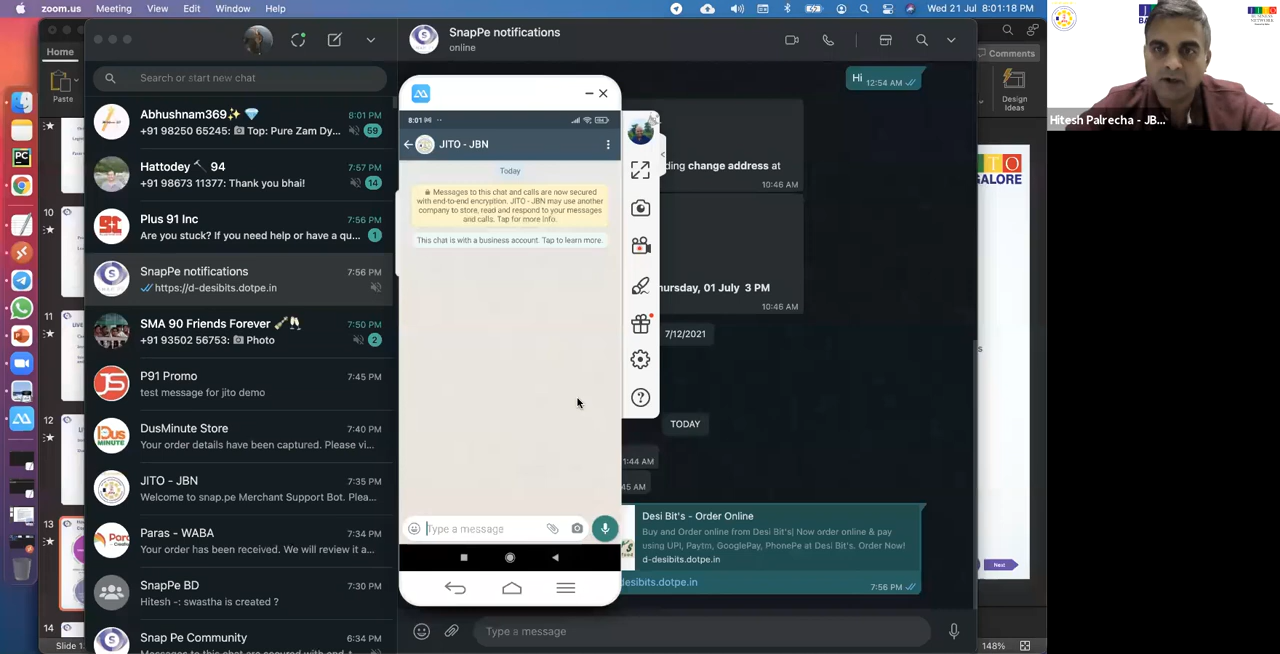 zoom.us Meeting View Edit Window Help
Wed 21 Jul 8:01:18 PM
Home
Paste
Comments
Design
Ideas
10
11
12
13
14
148%
Next
Search or start new chat
Abhushnam369✨ 💎 8:01 PM
+91 98250 65245: 📷 Top: Pure Zam Dy... 59
Hattodey 🔨 94 7:57 PM
+91 98673 11377: Thank you bhai! 14
Plus 91 Inc 7:56 PM
Are you stuck? If you need help or have a qu... 1
SnapPe notifications 7:56 PM
https://d-desibits.dotpe.in
SMA 90 Friends Forever 7:50 PM
+91 93502 56753: 📷 Photo 2
P91 Promo 7:45 PM
test message for jito demo
DusMinute Store 7:40 PM
Your order details have been captured. Please vi...
JITO - JBN 7:35 PM
Welcome to snap.pe Merchant Support Bot. Plea...
Paras - WABA 7:34 PM
Your order has been received. We will review it a...
SnapPe BD 7:30 PM
Hitesh -: swastha is created ?
Snap Pe Community 6:34 PM
SnapPe notifications
online
Hi 12:54 AM
ding change address at
10:46 AM
hursday, 01 July 3 PM
10:46 AM
7/12/2021
TODAY
1:44 AM
45 AM
Desi Bit's - Order Online
Buy and Order online from Desi Bits| Now order online & pay
using UPI, Paytm, GooglePay, PhonePe at Desi Bit's. Order Now!
d-desibits.dotpe.in
desibits.dotpe.in
7:56 PM
Type a message
8:01
JITO - JBN
Today
Messages to this chat and calls are now secured
with end-to-end encryption. JITO - JBN may use another
company to store, read and respond to your messages
and calls. Tap for more info.
This chat is with a business account. Tap to learn more.
Type a message
Hitesh Palrecha - JB...